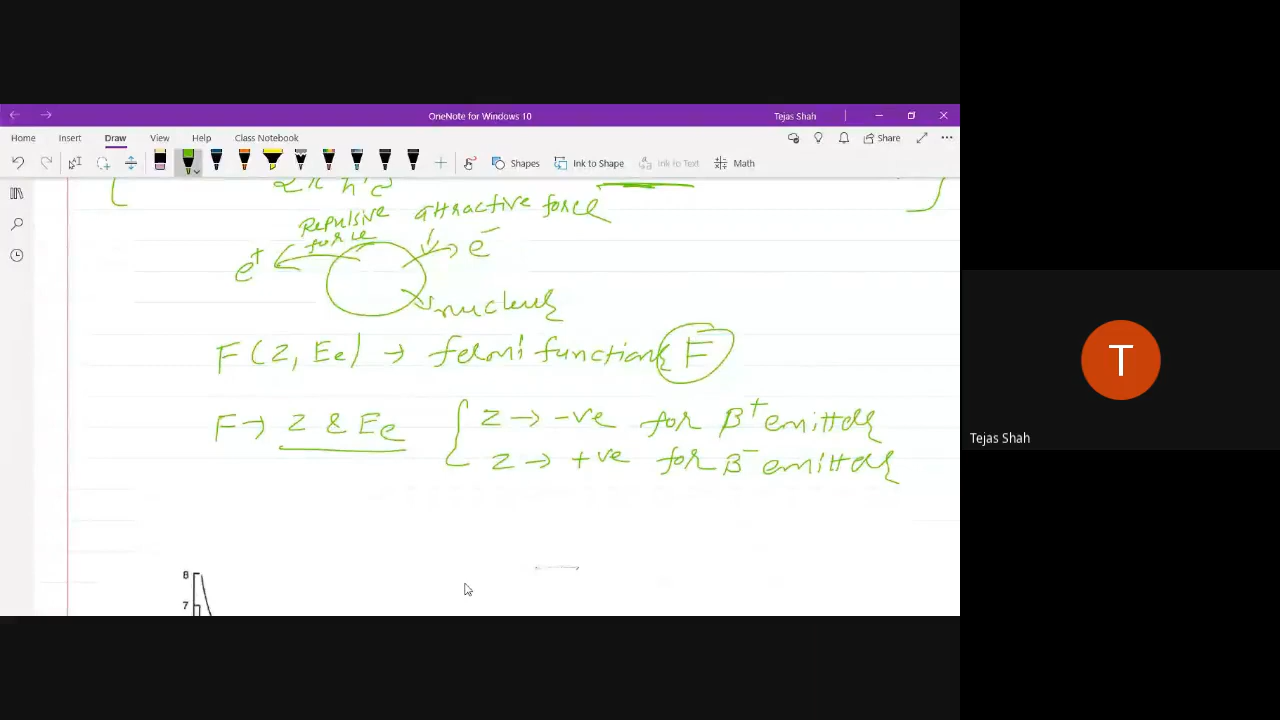 OneNote for Windows 10
Tejas Shah
Home Insert Draw View Help Class Notebook
Share
Shapes Ink to Shape Ink to Text Math
Repulsive force
attractive force
e⁺
e⁻
nucleus
F(Z, Ee) → fermi function F
F → Z & Ee { Z → -ve for β⁺ emitters
Z → +ve for β⁻ emitters
8
7
T
Tejas Shah